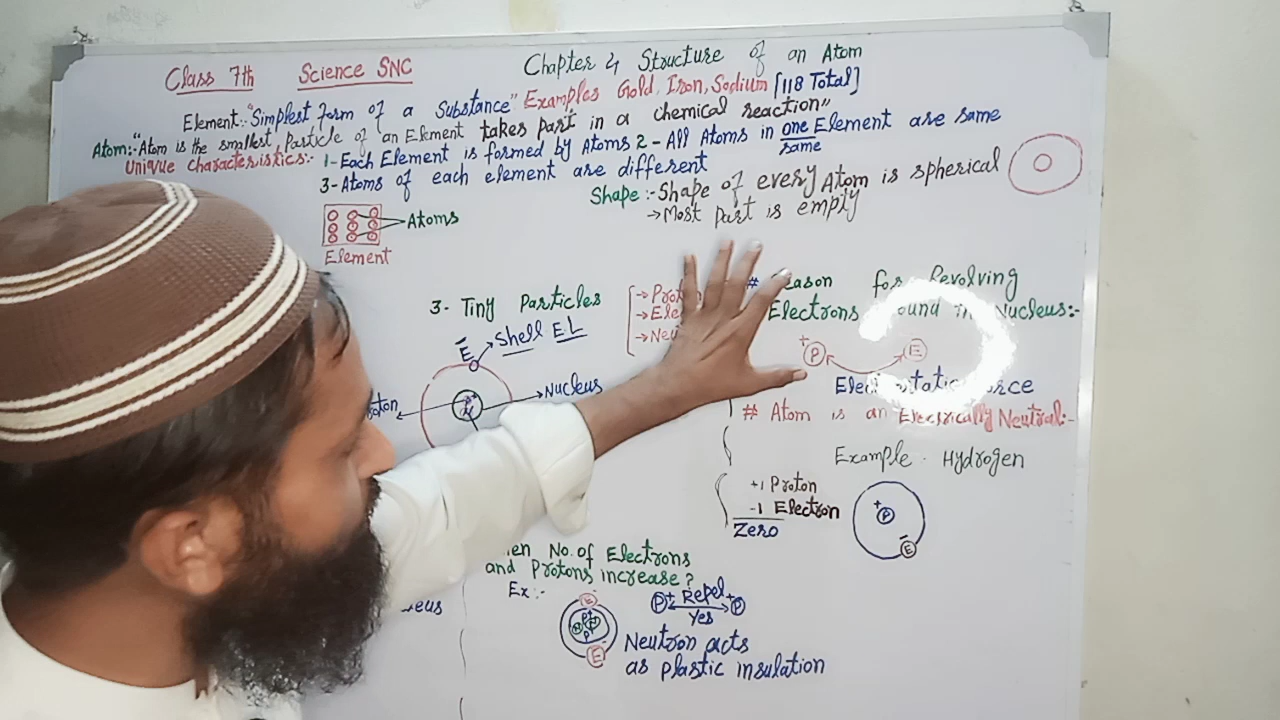 Class 7th Science SNC Chapter 4 Structure of an Atom
Element:- "Simplest form of a Substance" Examples Gold, Iron, Sodium [118 Total]
Atom:- "Atom is the smallest Particle of an Element takes part in a chemical reaction"
Unique Characteristics:- 1- Each Element is formed by Atoms 2 - All Atoms in one Element are same
same
3- Atoms of each element are different
Shape :- Shape of every Atom is spherical
→ Most part is empty
Atoms
Element
3- Tiny Particles
# for Revolving
Electrons in Nucleus:-
E Shell EL
Nucleus
+ P E
# Atom is an Electrically Neutral:-
Example - Hydrogen
+1 Proton
-1 Electron
Zero
+ P
- E
No. of Electrons
and Protons increase ?
Ex:-
E
E
P + Repel + P
Yes
Neutron acts
as plastic insulation